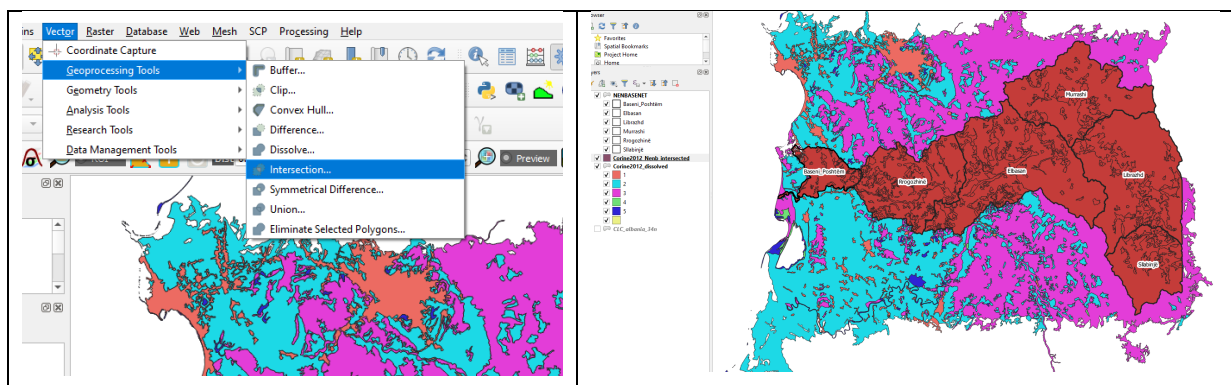 ins Vector Raster Database Web Mesh SCP Processing Help
Coordinate Capture
Geoprocessing Tools
Geometry Tools
Analysis Tools
Research Tools
Data Management Tools
Buffer...
Clip...
Convex Hull...
Difference...
Dissolve...
Intersection...
Symmetrical Difference...
Union...
Eliminate Selected Polygons...
Preview
owser
Favorites
Spatial Bookmarks
Project Home
Home
yers
NENBASENET
Baseni_Poshtëm
Elbasan
Librazhd
Murrashi
Rrogozhinë
Sllabinjë
Corine2012_Nenb_intersected
Corine2012_dissolved
1
2
3
4
5
CLC_albania_34n
Murrashi
Baseni_Poshtëm
Rrogozhinë
Elbasan
Librazhd
Sllabinjë